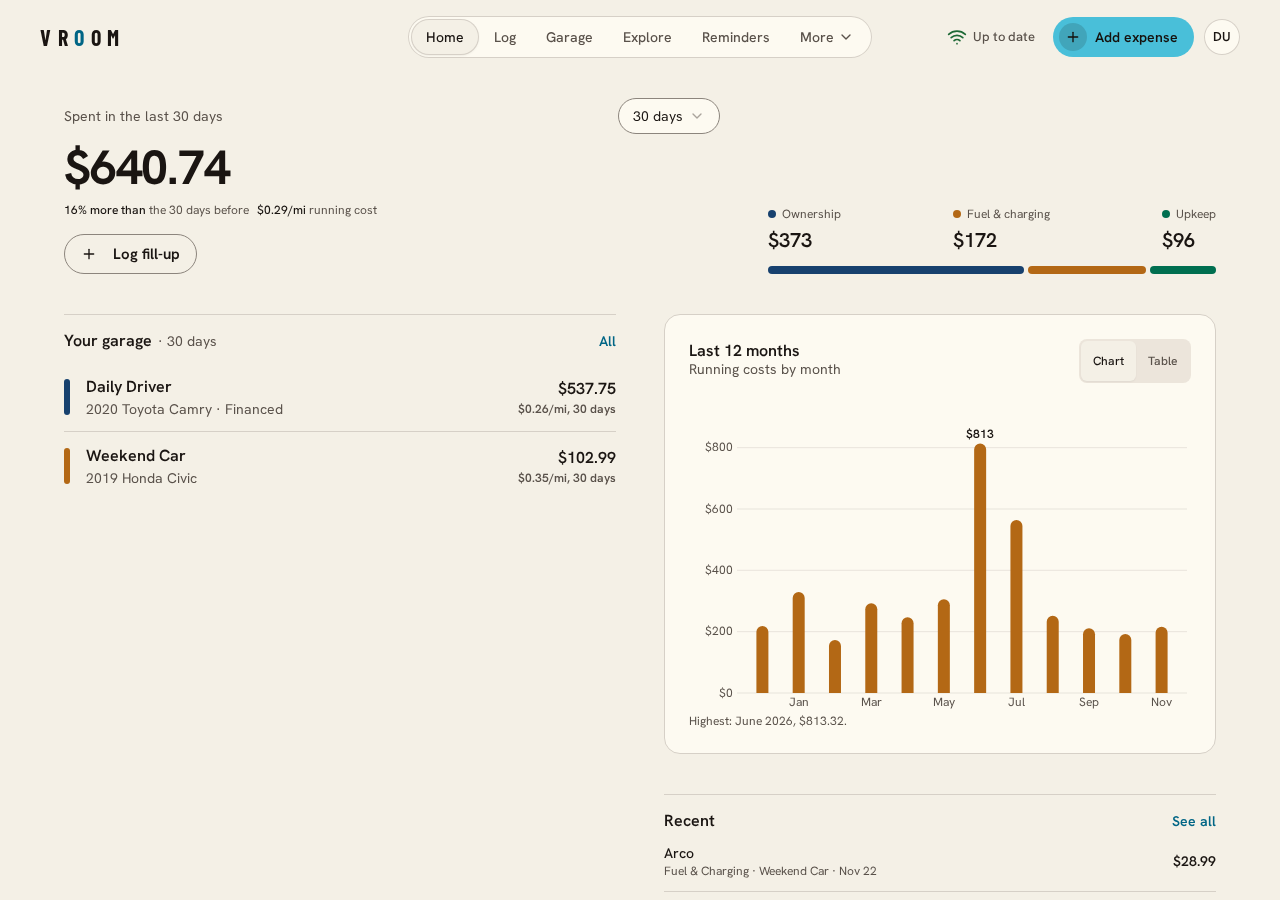 VROOM
Home
Log
Garage
Explore
Reminders
More
Up to date
Add expense
DU
Spent in the last 30 days
30 days
$640.74
16% more than the 30 days before $0.29/mi running cost
Log fill-up
Ownership
$373
Fuel & charging
$172
Upkeep
$96
Your garage · 30 days
All
Daily Driver
$537.75
2020 Toyota Camry · Financed
$0.26/mi, 30 days
Weekend Car
$102.99
2019 Honda Civic
$0.35/mi, 30 days
Last 12 months
Running costs by month
Chart
Table
$813
$800
$600
$400
$200
$0
Jan
Mar
May
Jul
Sep
Nov
Highest: June 2026, $813.32.
Recent
See all
Arco
Fuel & Charging · Weekend Car · Nov 22
$28.99